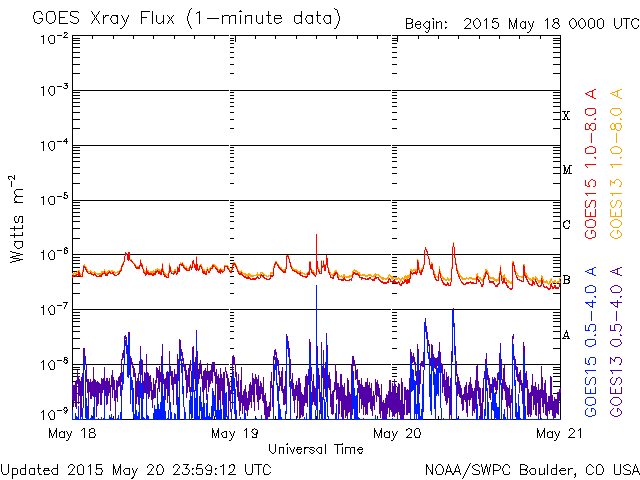 GOES Xray Flux (1-minute data)
Begin: 2015 May 18 0000 UTC
10-2
10-3
10-4
10-5
10-6
10-7
10-8
10-9
Watts m-2
X
M
C
B
A
GOES15 1.0-8.0 A
GOES13 1.0-8.0 A
GOES15 0.5-4.0 A
GOES13 0.5-4.0 A
May 18
May 19
May 20
May 21
Universal Time
Updated 2015 May 20 23:59:12 UTC
NOAA/SWPC Boulder, CO USA